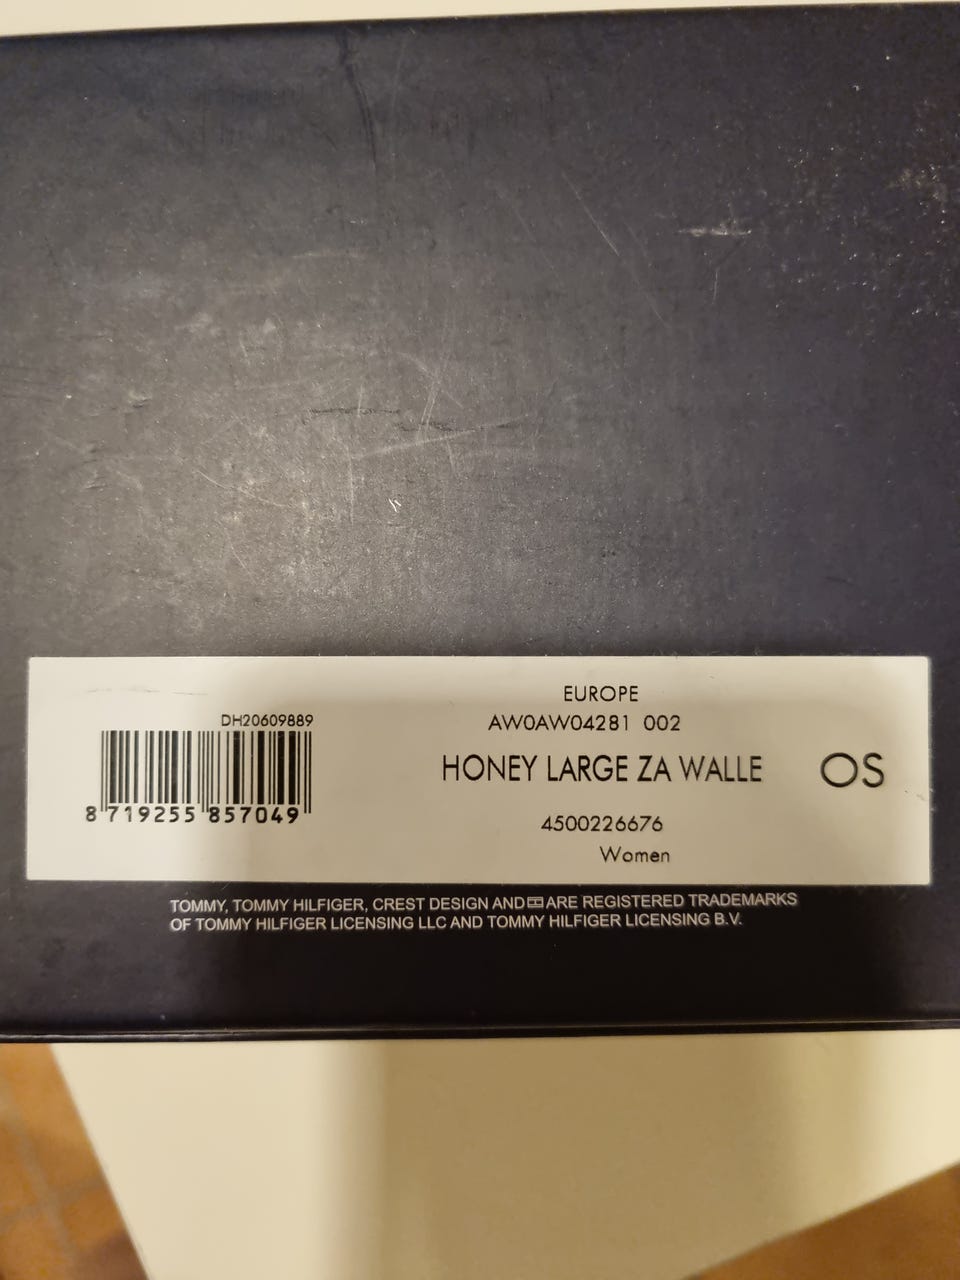 EUROPE
DH20609889
AW0AW04281 002
HONEY LARGE ZA WALLE
OS
8 719255 857049
4500226676
Women
TOMMY, TOMMY HILFIGER, CREST DESIGN AND ARE REGISTERED TRADEMARKS
OF TOMMY HILFIGER LICENSING LLC AND TOMMY HILFIGER LICENSING B.V.